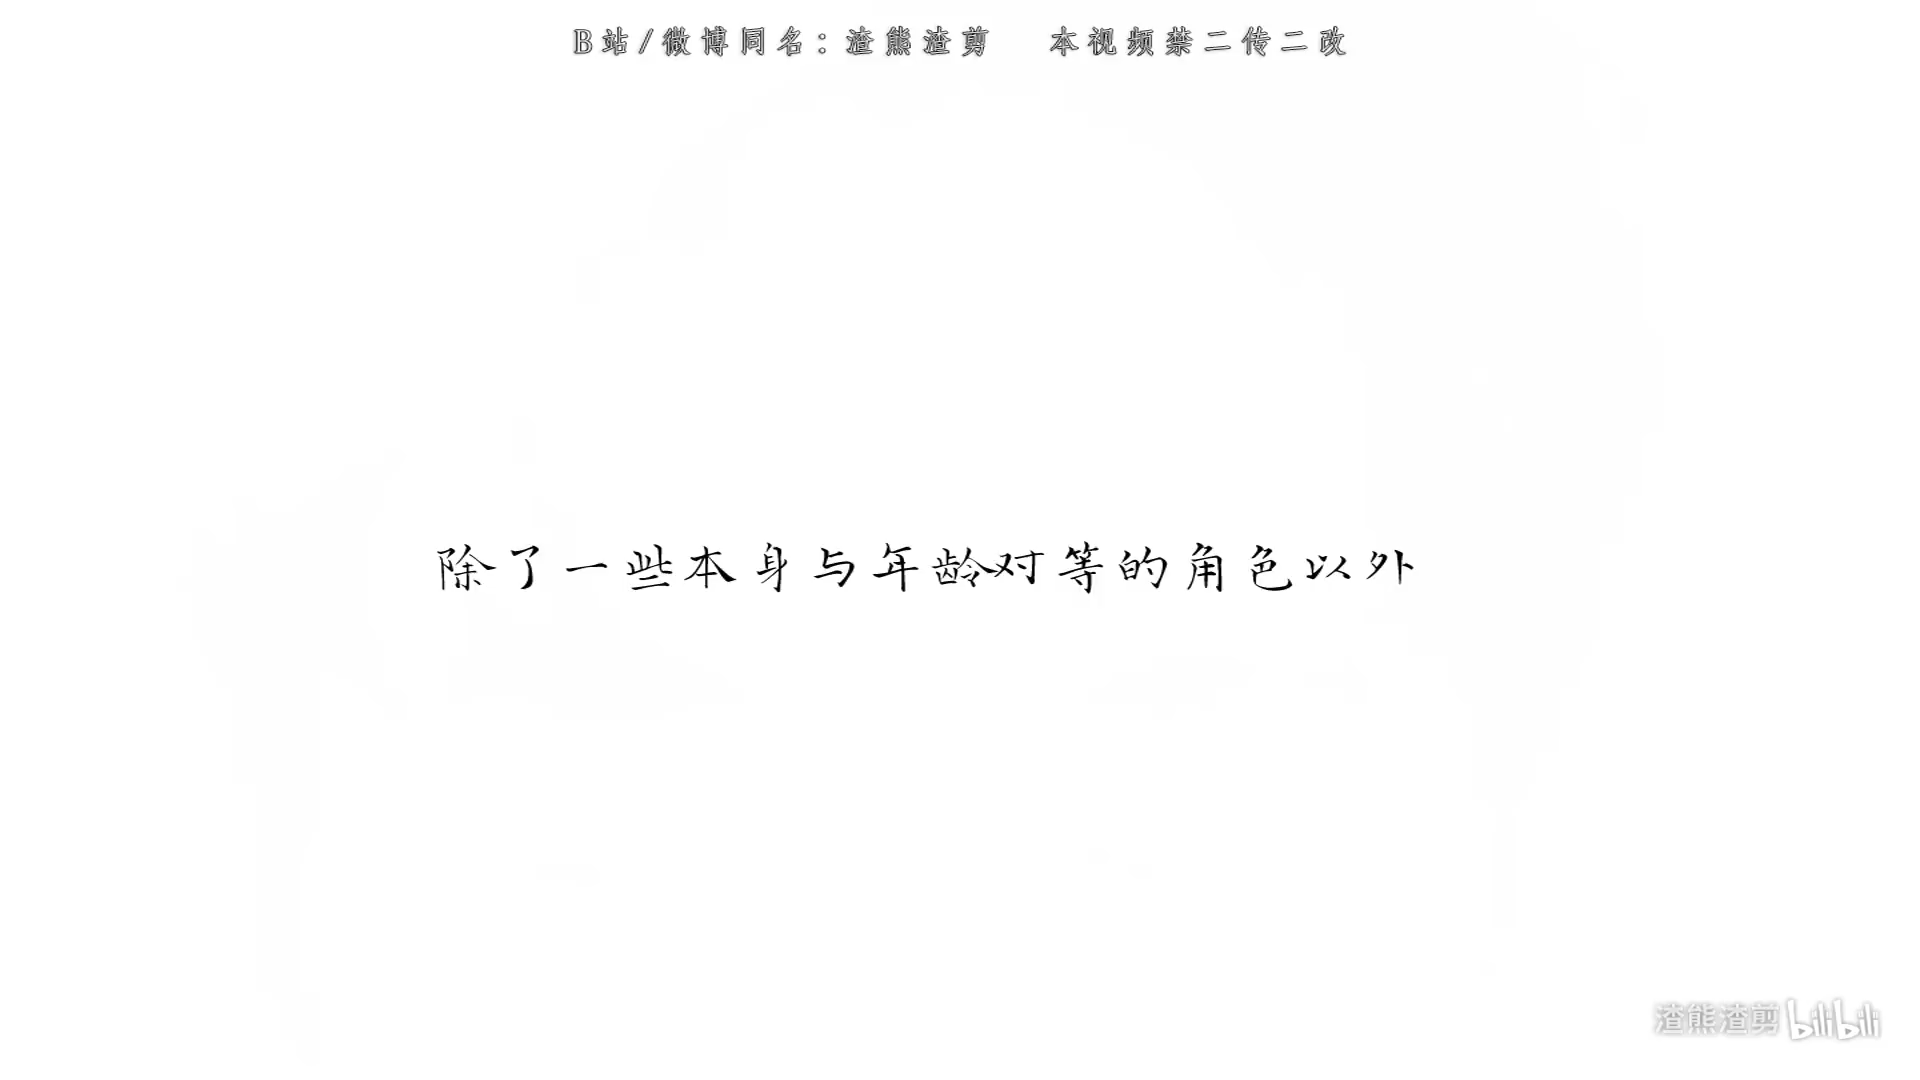 B站/微博同名：渣熊渣剪 本视频禁二传二改
除了一些本身与年龄对等的角色以外
渣熊渣剪 bilibili